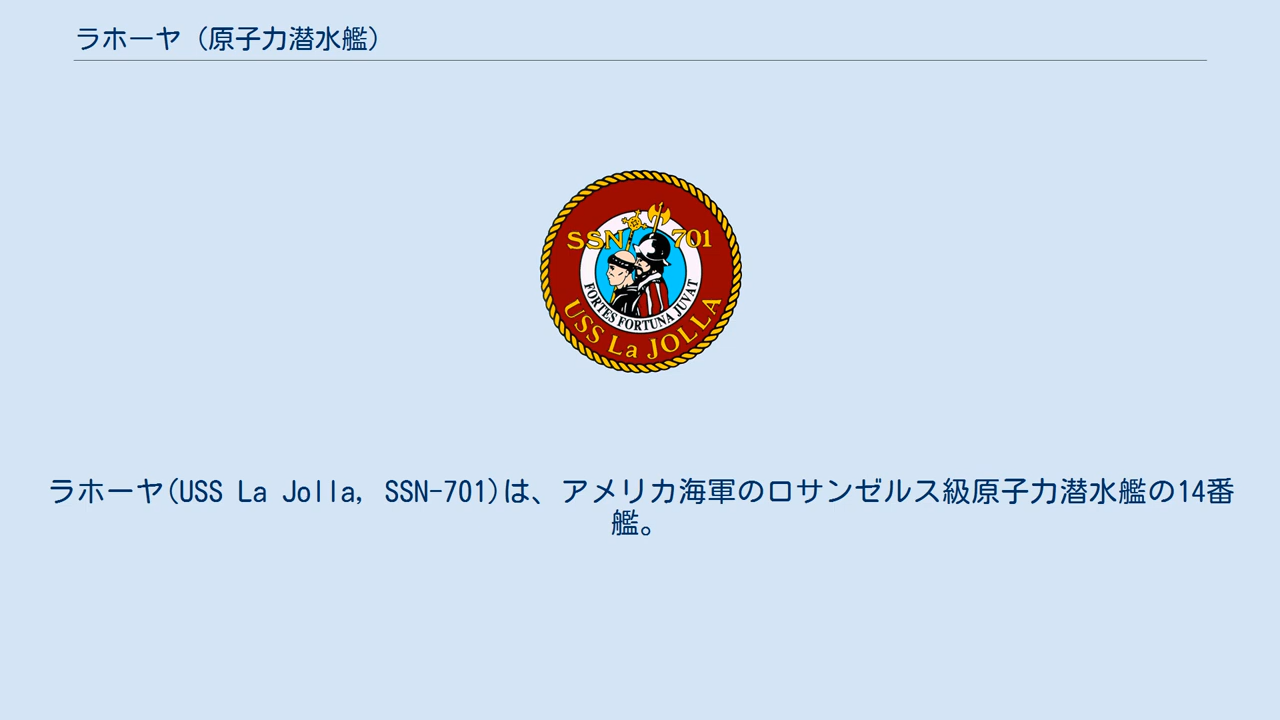 ラホーヤ（原子力潜水艦）
SSN 701
FORTES FORTUNA JUVAT
USS La JOLLA
ラホーヤ(USS La Jolla, SSN-701)は、アメリカ海軍のロサンゼルス級原子力潜水艦の14番
艦。